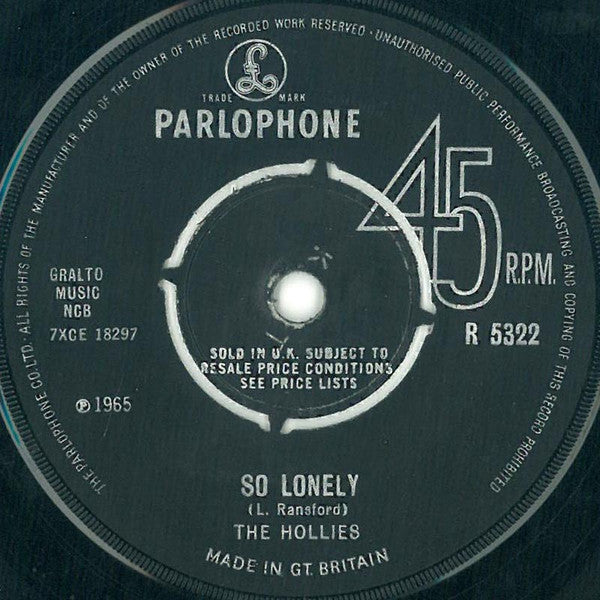 THE PARLOPHONE CO. LTD. · ALL RIGHTS OF THE MANUFACTURER AND OF THE OWNER OF THE RECORDED WORK RESERVED · UNAUTHORISED PUBLIC PERFORMANCE BROADCASTING AND COPYING OF THIS RECORD PROHIBITED
£
TRADE MARK
PARLOPHONE
45
R.P.M.
GRALTO
MUSIC
NCB
7XCE 18297
R 5322
SOLD IN U.K. SUBJECT TO
RESALE PRICE CONDITIONS
SEE PRICE LISTS
℗ 1965
SO LONELY
(L. Ransford)
THE HOLLIES
MADE IN GT. BRITAIN